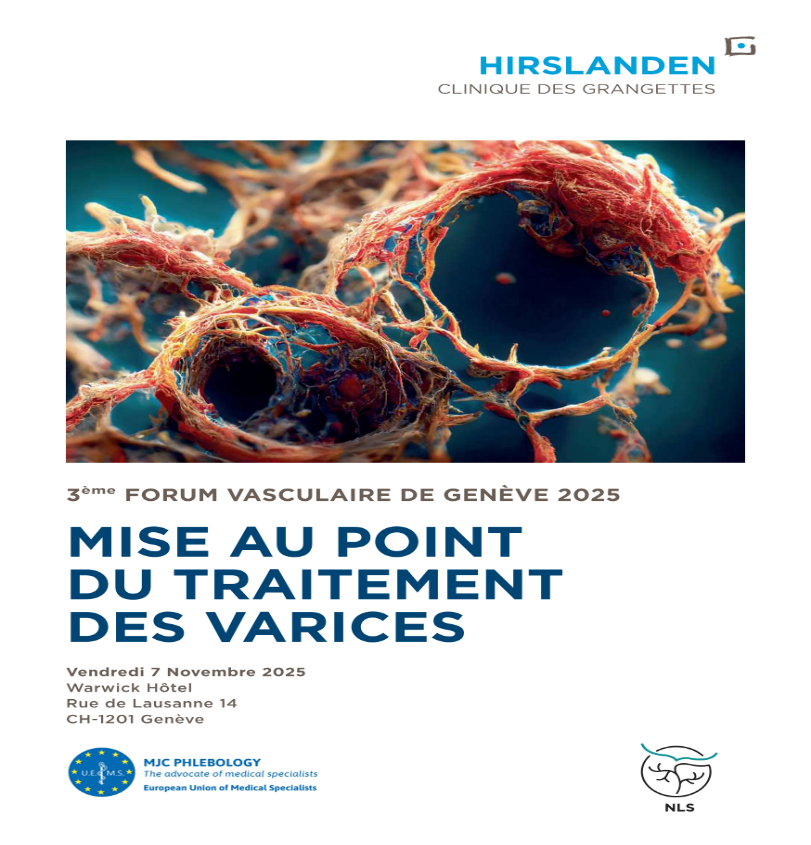 HIRSLANDEN
CLINIQUE DES GRANGETTES
3ème FORUM VASCULAIRE DE GENÈVE 2025
MISE AU POINT
DU TRAITEMENT
DES VARICES
Vendredi 7 Novembre 2025
Warwick Hôtel
Rue de Lausanne 14
CH-1201 Genève
U.E.M.S.
MJC PHLEBOLOGY
The advocate of medical specialists
European Union of Medical Specialists
NLS